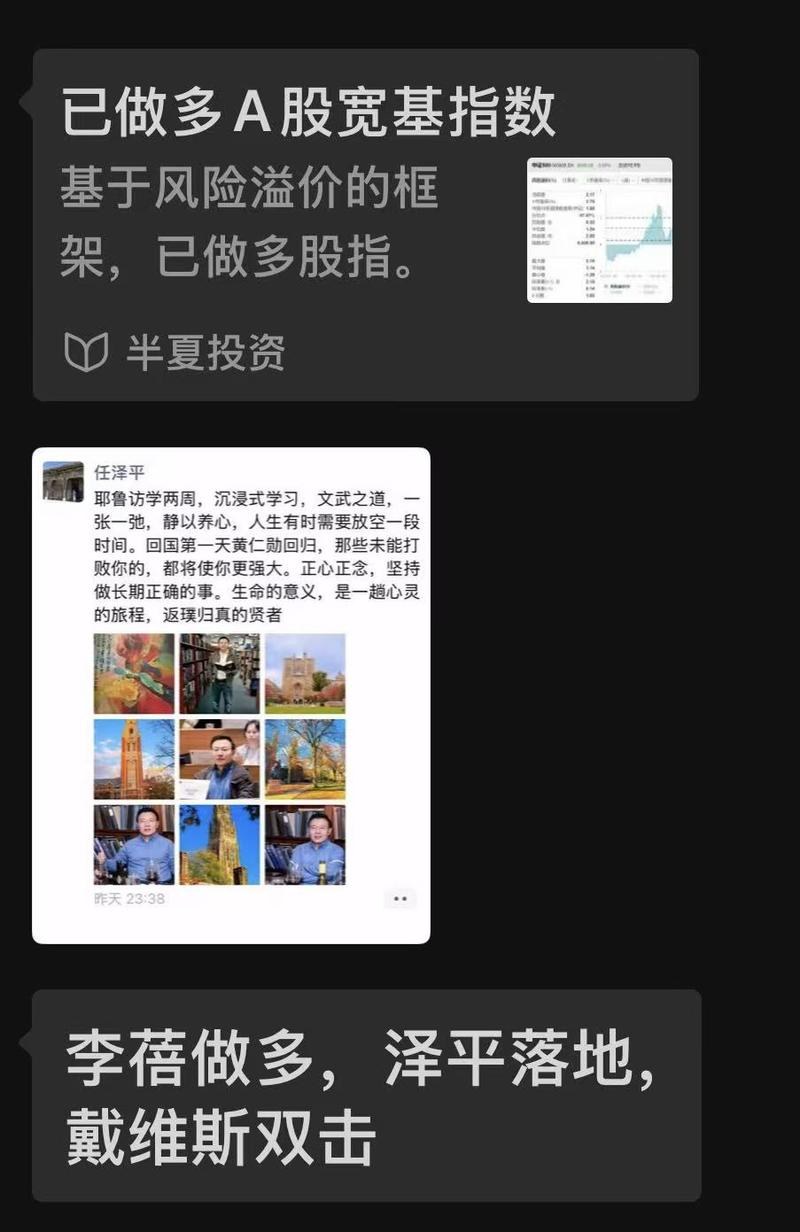 已做多A股宽基指数
基于风险溢价的框
架，已做多股指。
半夏投资
任泽平
耶鲁访学两周，沉浸式学习，文武之道，一
张一弛，静以养心，人生有时需要放空一段
时间。回国第一天黄仁勋回归，那些未能打
败你的，都将使你更强大。正心正念，坚持
做长期正确的事。生命的意义，是一趟心灵
的旅程，返璞归真的贤者
昨天 23:38
李蓓做多，泽平落地，
戴维斯双击